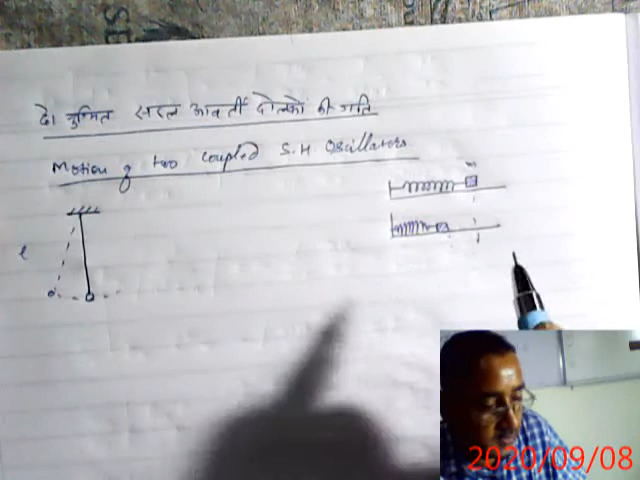 दो युग्मित सरल आवर्ती दोलकों की गति
Motion of two coupled S.H Oscillators
m
l
2020/09/08